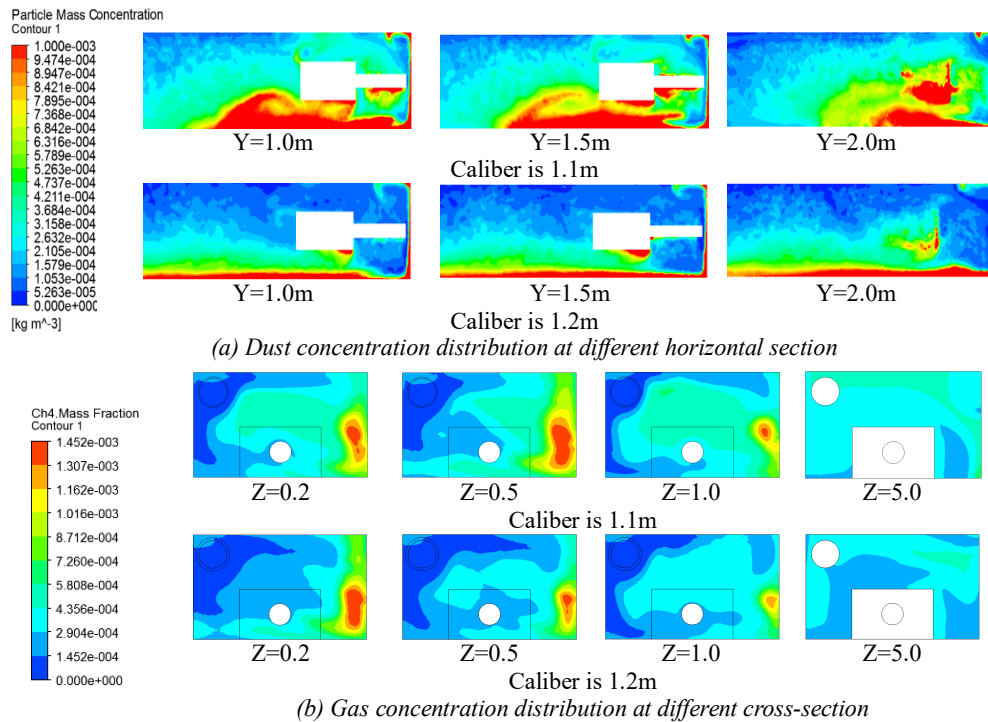 Particle Mass Concentration
Contour 1
1.000e-003
9.474e-004
8.947e-004
8.421e-004
7.895e-004
7.368e-004
6.842e-004
6.316e-004
5.789e-004
5.263e-004
4.737e-004
4.211e-004
3.684e-004
3.158e-004
2.632e-004
2.105e-004
1.579e-004
1.053e-004
5.263e-005
0.000e+000
[kg m^-3]
Y=1.0m Y=1.5m Y=2.0m
Caliber is 1.1m
Y=1.0m Y=1.5m Y=2.0m
Caliber is 1.2m
(a) Dust concentration distribution at different horizontal section
Ch4.Mass Fraction
Contour 1
1.452e-003
1.307e-003
1.162e-003
1.016e-003
8.712e-004
7.260e-004
5.808e-004
4.356e-004
2.904e-004
1.452e-004
0.000e+000
Z=0.2 Z=0.5 Z=1.0 Z=5.0
Caliber is 1.1m
Z=0.2 Z=0.5 Z=1.0 Z=5.0
Caliber is 1.2m
(b) Gas concentration distribution at different cross-section